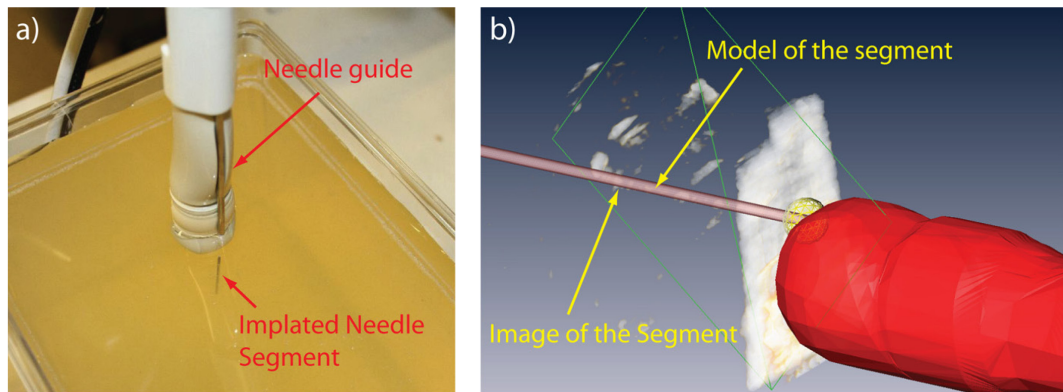 a)
Needle guide
Implated Needle
Segment
b)
Model of the segment
Image of the Segment